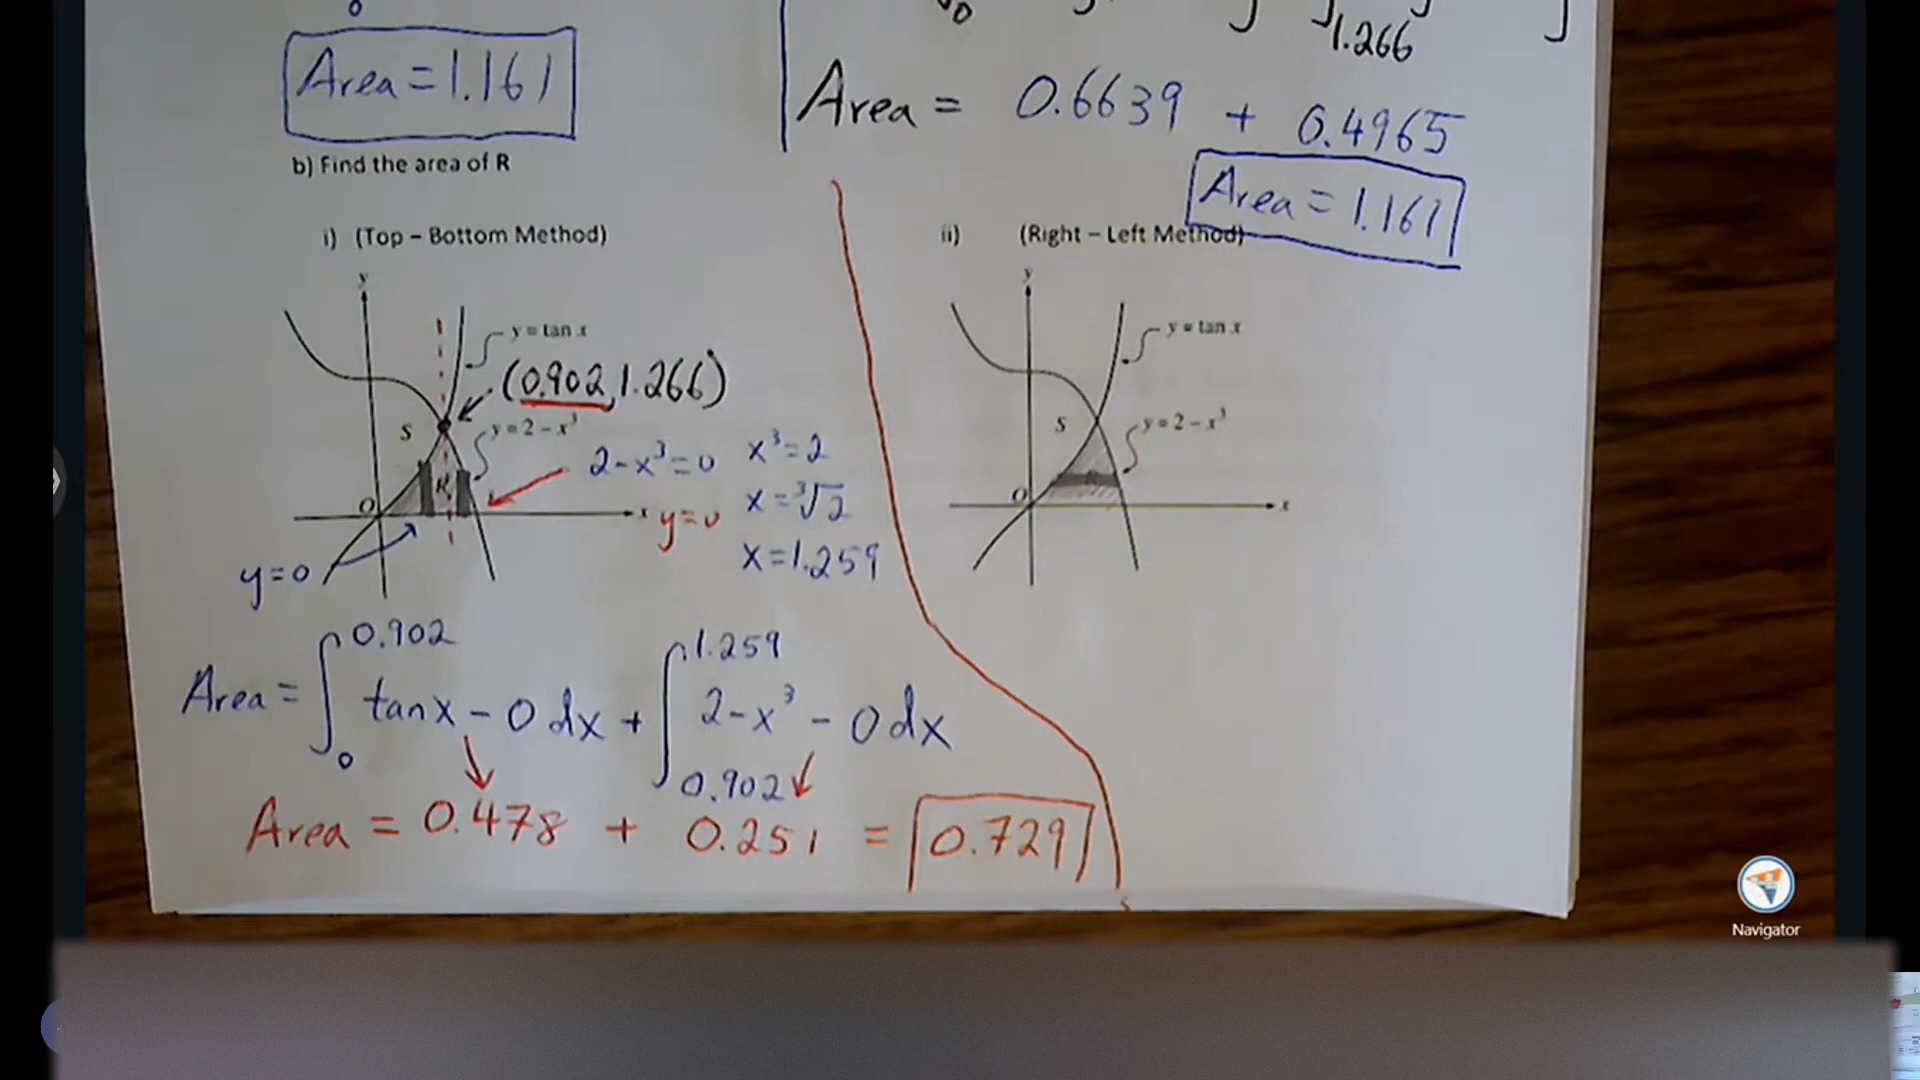 Area = 1.161
1.266
Area = 0.6639 + 0.4965
Area = 1.161
b) Find the area of R
i) (Top – Bottom Method)
y
y = tan x
(0.902, 1.266)
S
y = 2 – x³
2-x³=0
x³=2
R
x=³√2
O
x
y=0
x=1.259
y=0
Area = ∫₀^0.902 tanx - 0 dx + ∫0.902^1.259 2-x³ - 0 dx
Area = 0.478 + 0.251 = 0.729
ii) (Right – Left Method)
y
y = tan x
S
y = 2 – x³
O
x
Navigator